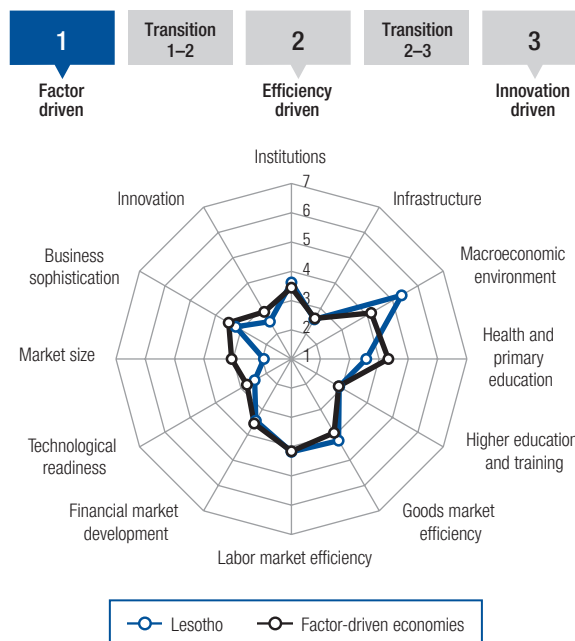 1
Transition
1–2
2
Transition
2–3
3
Factor
driven
Efficiency
driven
Innovation
driven
Institutions
7
6
5
4
3
2
1
Infrastructure
Macroeconomic
environment
Health and
primary
education
Higher education
and training
Goods market
efficiency
Labor market efficiency
Financial market
development
Technological
readiness
Market size
Business
sophistication
Innovation
Lesotho
Factor-driven economies